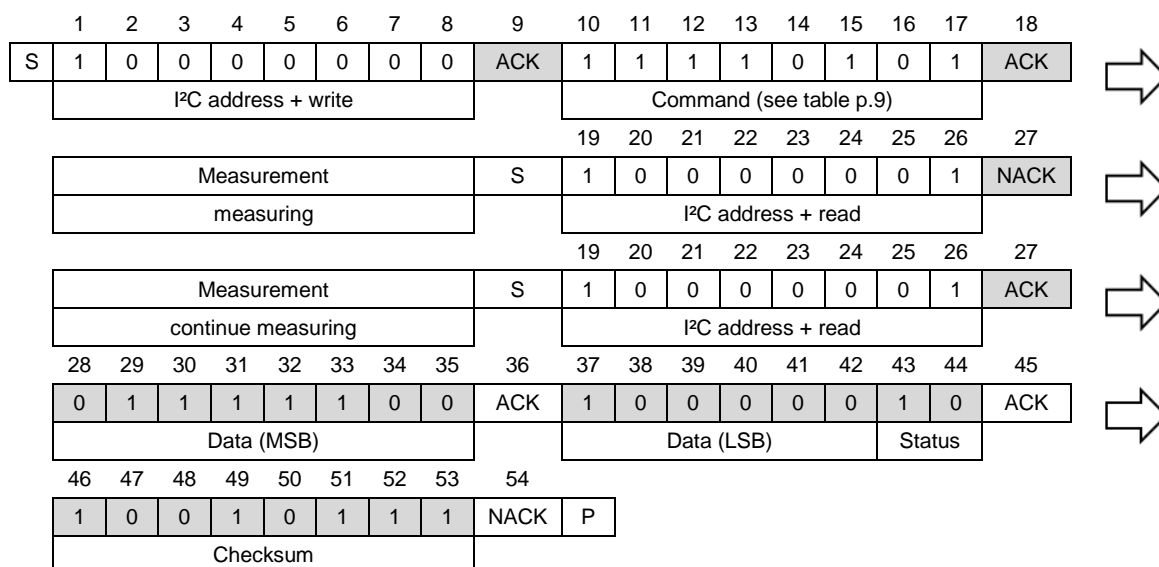 1 2 3 4 5 6 7 8 9 10 11 12 13 14 15 16 17 18
S 1 0 0 0 0 0 0 0 ACK 1 1 1 1 0 1 0 1 ACK
I²C address + write Command (see table p.9)
19 20 21 22 23 24 25 26 27
Measurement S 1 0 0 0 0 0 0 1 NACK
measuring I²C address + read
19 20 21 22 23 24 25 26 27
Measurement S 1 0 0 0 0 0 0 1 ACK
continue measuring I²C address + read
28 29 30 31 32 33 34 35 36 37 38 39 40 41 42 43 44 45
0 1 1 1 1 1 0 0 ACK 1 0 0 0 0 0 1 0 ACK
Data (MSB) Data (LSB) Status
46 47 48 49 50 51 52 53 54
1 0 0 1 0 1 1 1 NACK P
Checksum